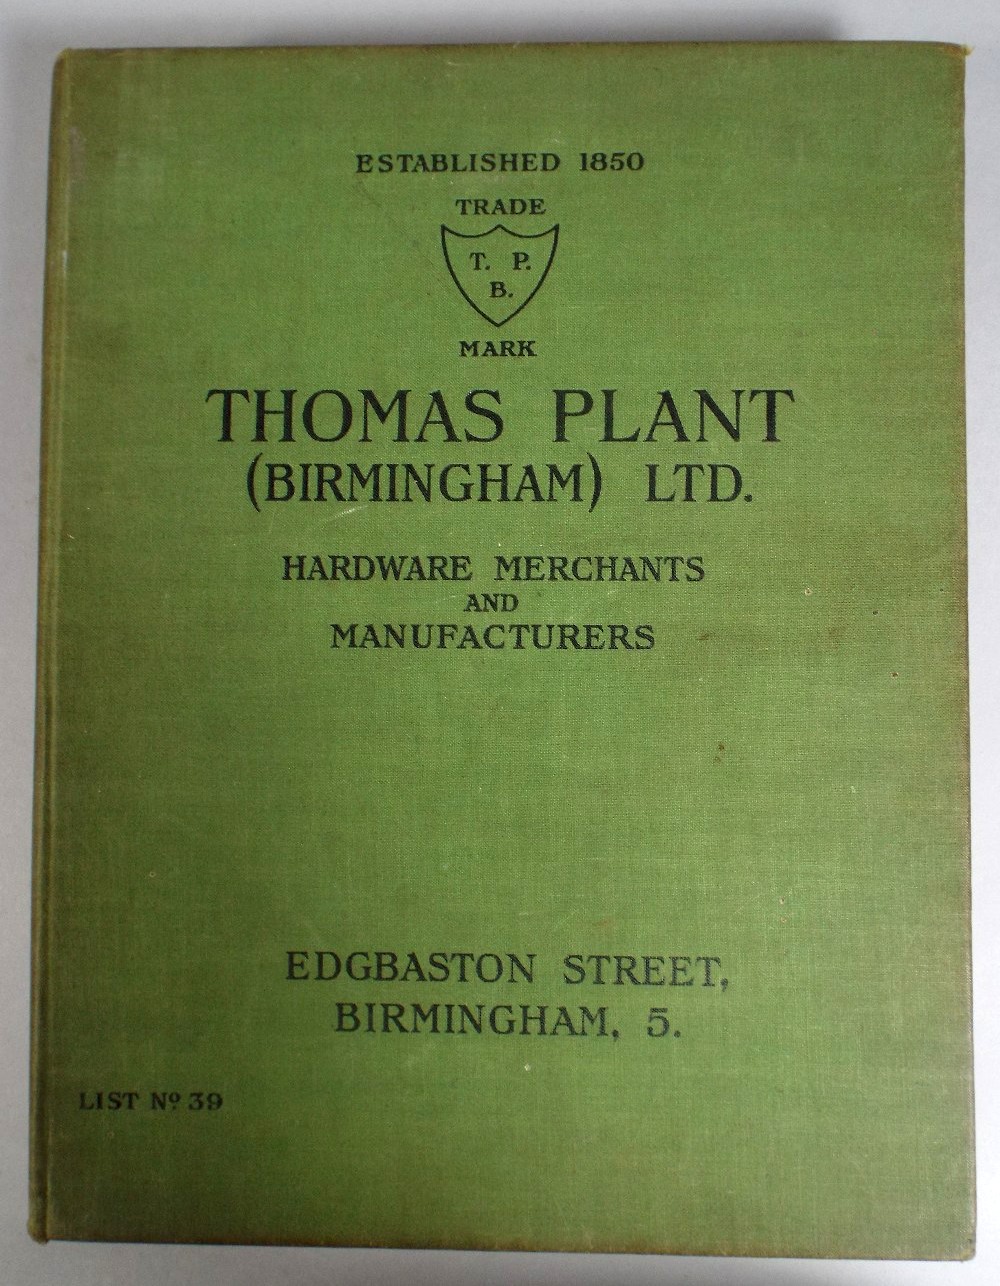 ESTABLISHED 1850
TRADE
T. P.
B.
MARK
THOMAS PLANT
(BIRMINGHAM) LTD.
HARDWARE MERCHANTS
AND
MANUFACTURERS
EDGBASTON STREET,
BIRMINGHAM, 5.
LIST Nº 39